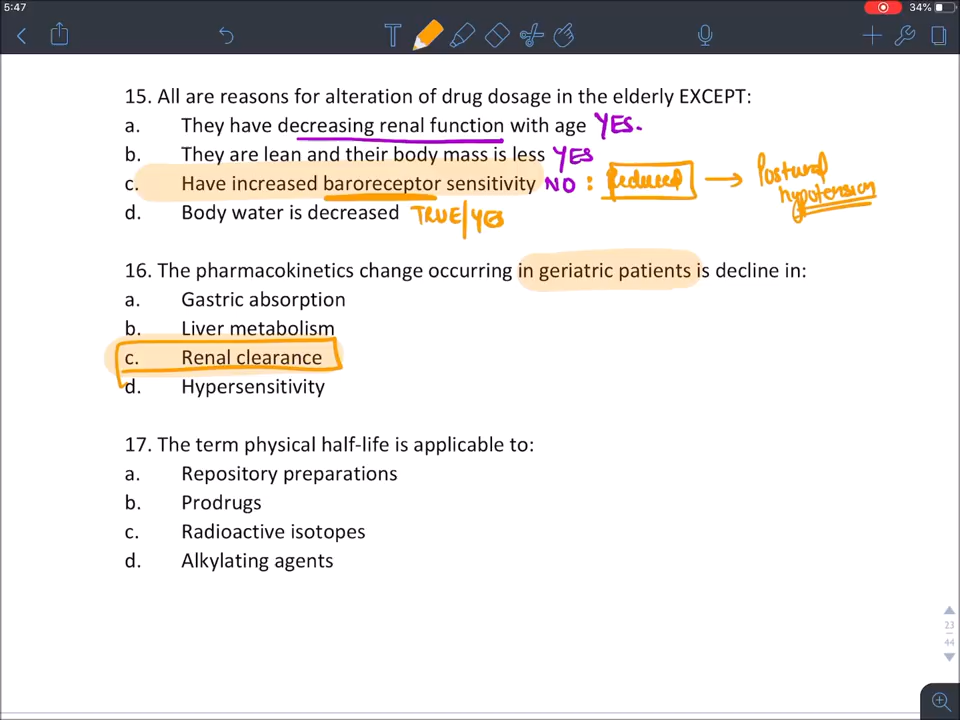 5:47
34%
T
15. All are reasons for alteration of drug dosage in the elderly EXCEPT:
a. They have decreasing renal function with age YES.
b. They are lean and their body mass is less YES
c. Have increased baroreceptor sensitivity NO : Reduced → Postural hypotension
d. Body water is decreased TRUE/YES
16. The pharmacokinetics change occurring in geriatric patients is decline in:
a. Gastric absorption
b. Liver metabolism
c. Renal clearance
d. Hypersensitivity
17. The term physical half-life is applicable to:
a. Repository preparations
b. Prodrugs
c. Radioactive isotopes
d. Alkylating agents
23
44